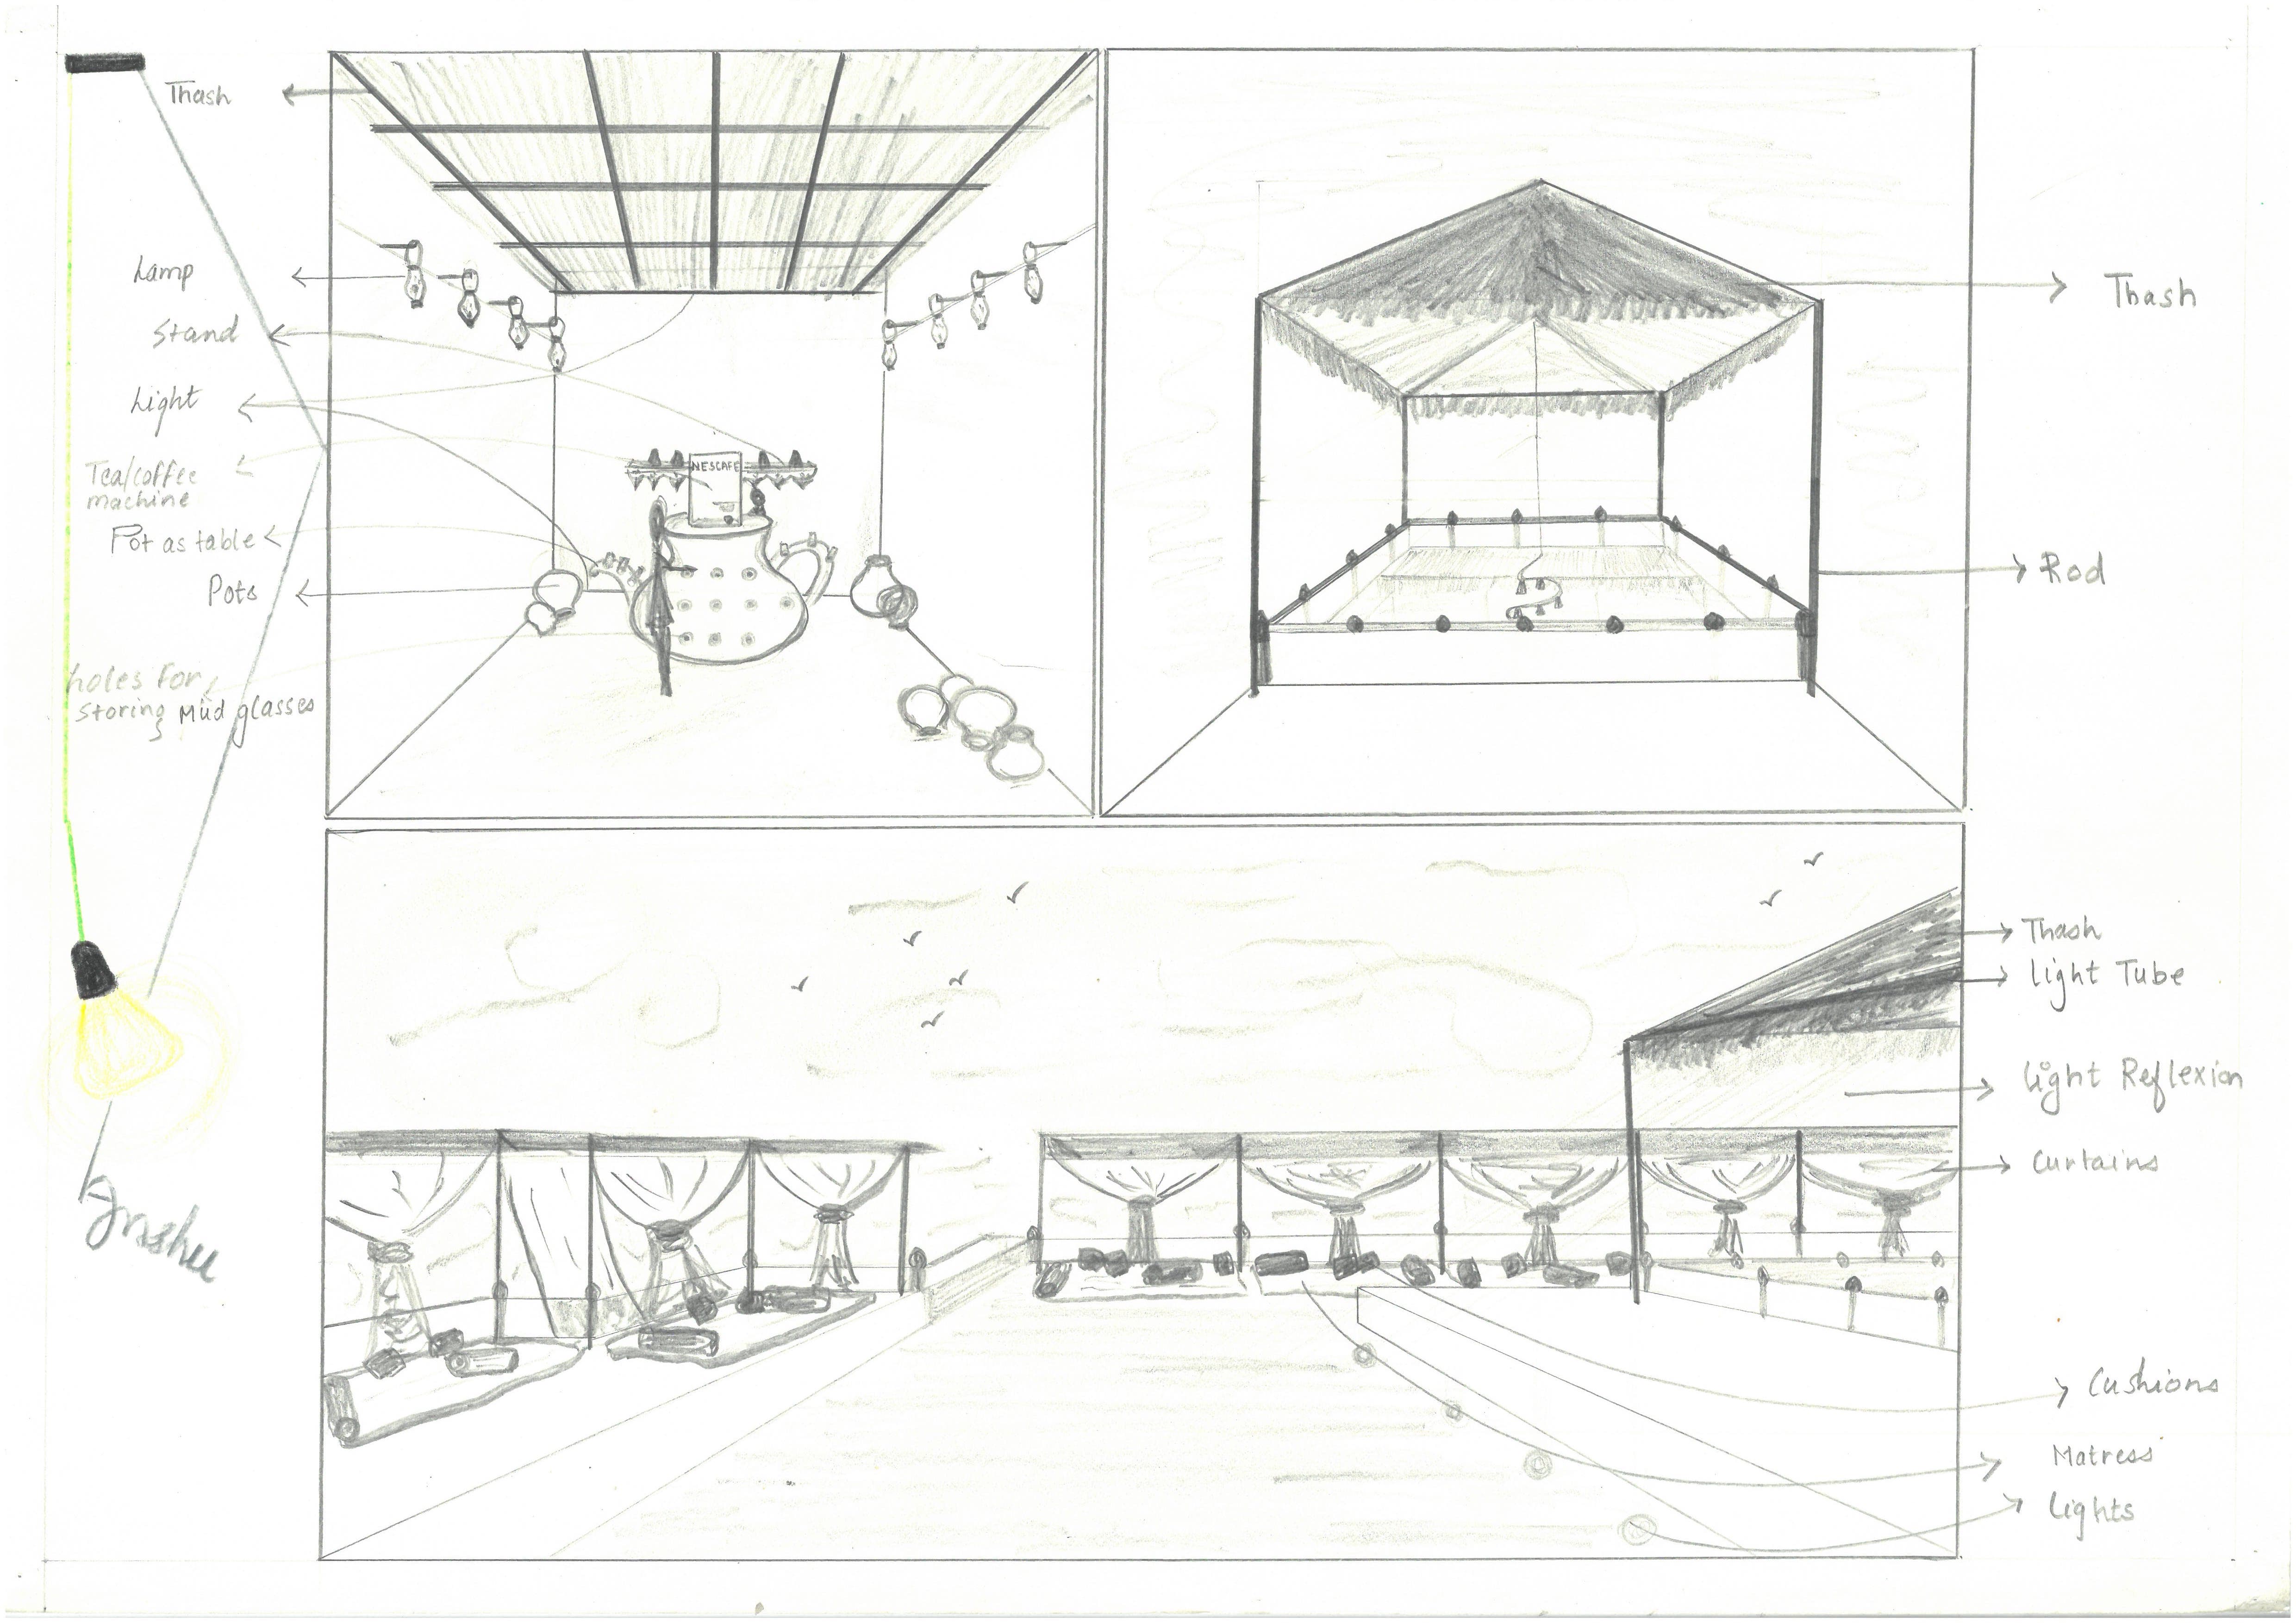 Thash
Lamp
Stand
Light
Tea/coffee
machine
Pot as table
Pots
holes for
storing Mud glasses
NESCAFE
Thash
Rod
Thash
light Tube
Light Reflexion
Curtains
Cushions
Matress
Lights